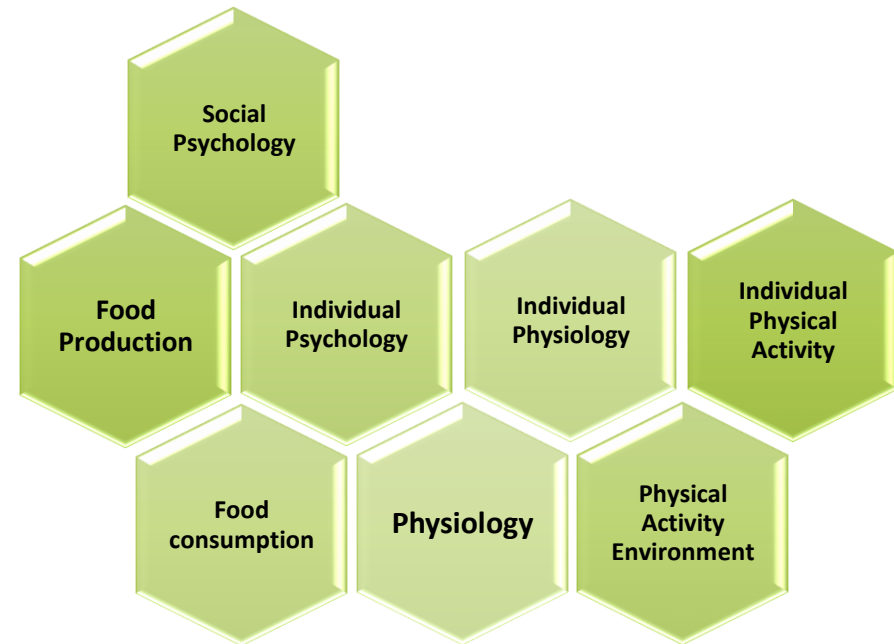 Social
Psychology
Food
Production
Individual
Psychology
Individual
Physiology
Individual
Physical
Activity
Food
consumption
Physiology
Physical
Activity
Environment